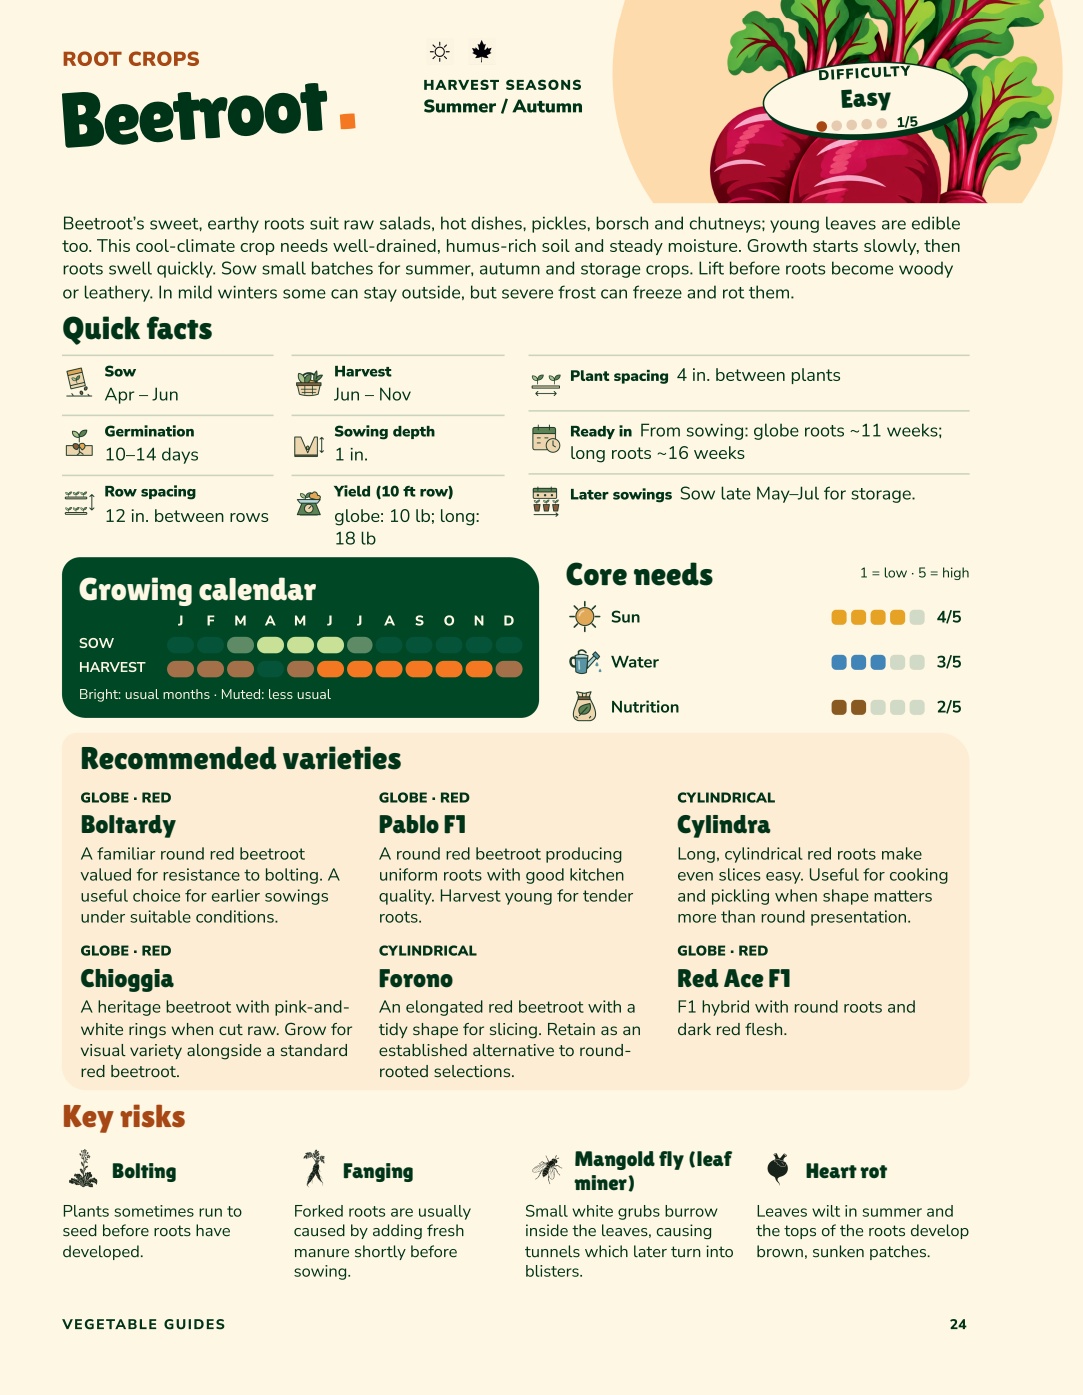 ROOT CROPS
Beetroot.
HARVEST SEASONS
Summer / Autumn
DIFFICULTY
Easy
1/5
Beetroot’s sweet, earthy roots suit raw salads, hot dishes, pickles, borsch and chutneys; young leaves are edible
too. This cool-climate crop needs well-drained, humus-rich soil and steady moisture. Growth starts slowly, then
roots swell quickly. Sow small batches for summer, autumn and storage crops. Lift before roots become woody
or leathery. In mild winters some can stay outside, but severe frost can freeze and rot them.
Quick facts
Sow
Apr – Jun
Harvest
Jun – Nov
Plant spacing 4 in. between plants
Germination
10–14 days
Sowing depth
1 in.
Ready in From sowing: globe roots ~11 weeks;
long roots ~16 weeks
Row spacing
12 in. between rows
Yield (10 ft row)
globe: 10 lb; long:
18 lb
Later sowings Sow late May–Jul for storage.
Growing calendar
J F M A M J J A S O N D
SOW
HARVEST
Bright: usual months · Muted: less usual
Core needs
1 = low · 5 = high
Sun 4/5
Water 3/5
Nutrition 2/5
Recommended varieties
GLOBE · RED
Boltardy
A familiar round red beetroot
valued for resistance to bolting. A
useful choice for earlier sowings
under suitable conditions.
GLOBE · RED
Pablo F1
A round red beetroot producing
uniform roots with good kitchen
quality. Harvest young for tender
roots.
CYLINDRICAL
Cylindra
Long, cylindrical red roots make
even slices easy. Useful for cooking
and pickling when shape matters
more than round presentation.
GLOBE · RED
Chioggia
A heritage beetroot with pink-and-
white rings when cut raw. Grow for
visual variety alongside a standard
red beetroot.
CYLINDRICAL
Forono
An elongated red beetroot with a
tidy shape for slicing. Retain as an
established alternative to round-
rooted selections.
GLOBE · RED
Red Ace F1
F1 hybrid with round roots and
dark red flesh.
Key risks
Bolting
Plants sometimes run to
seed before roots have
developed.
Fanging
Forked roots are usually
caused by adding fresh
manure shortly before
sowing.
Mangold fly (leaf
miner)
Small white grubs burrow
inside the leaves, causing
tunnels which later turn into
blisters.
Heart rot
Leaves wilt in summer and
the tops of the roots develop
brown, sunken patches.
VEGETABLE GUIDES
24